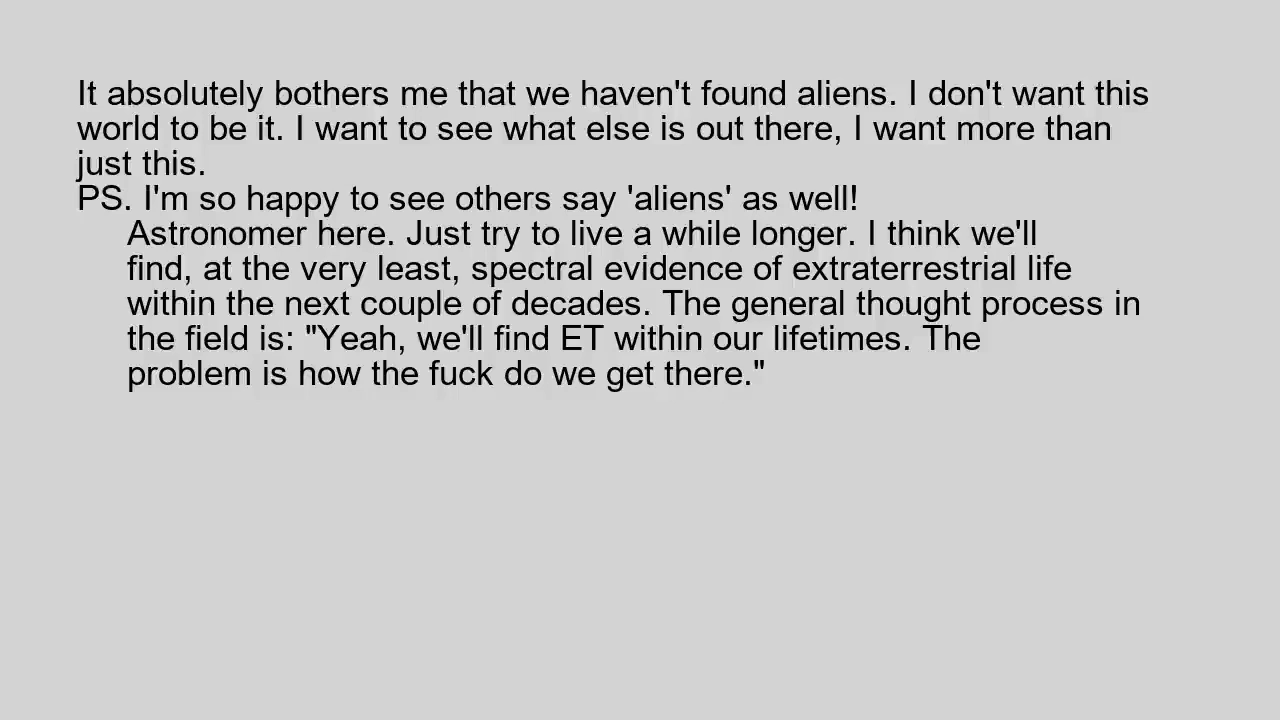 It absolutely bothers me that we haven't found aliens. I don't want this
world to be it. I want to see what else is out there, I want more than
just this.
PS. I'm so happy to see others say 'aliens' as well!
Astronomer here. Just try to live a while longer. I think we'll
find, at the very least, spectral evidence of extraterrestrial life
within the next couple of decades. The general thought process in
the field is: "Yeah, we'll find ET within our lifetimes. The
problem is how the fuck do we get there."